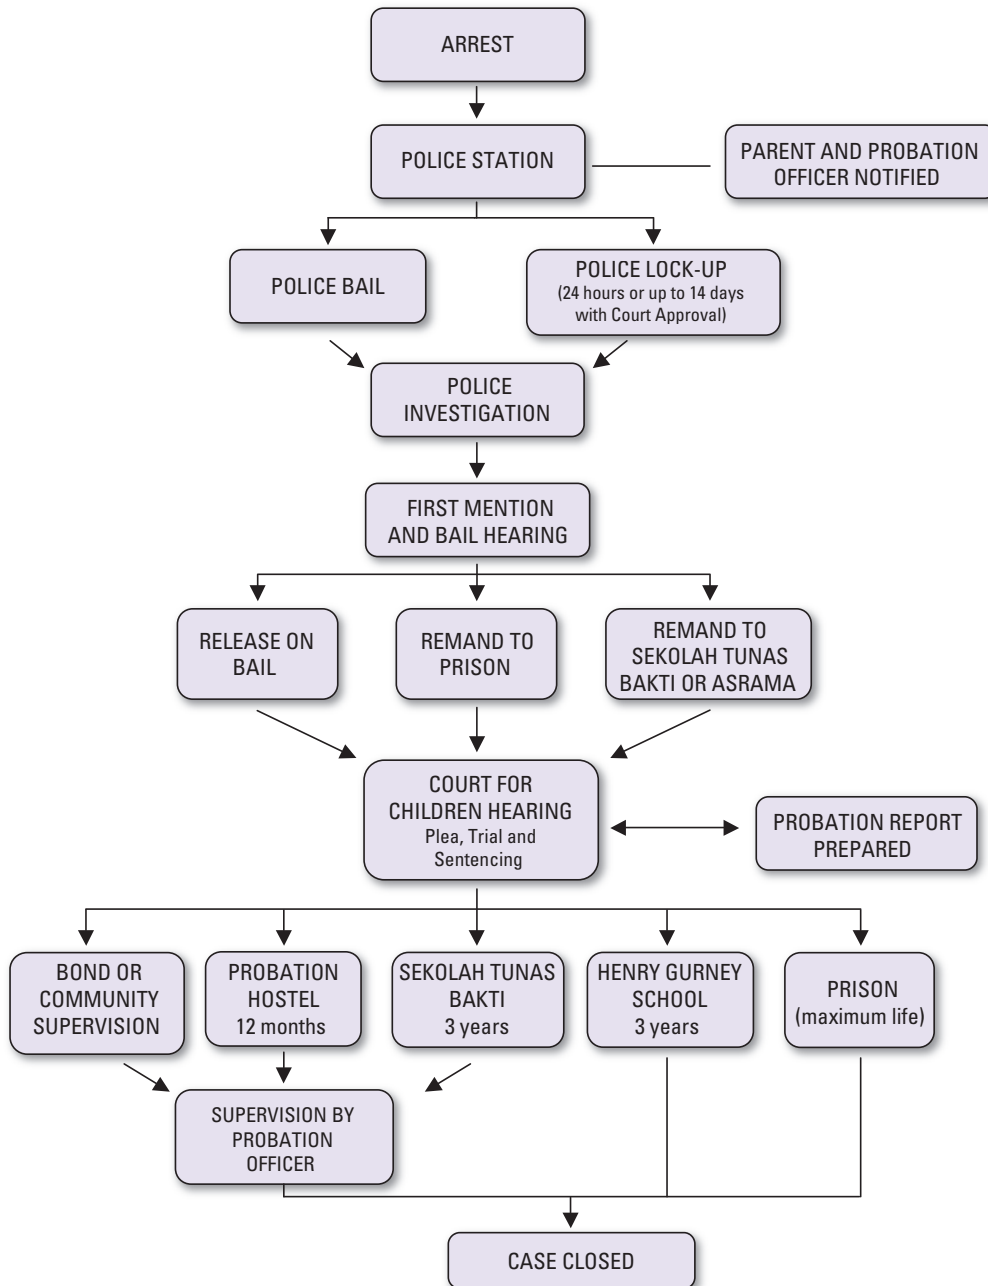 ARREST
POLICE STATION
PARENT AND PROBATION
OFFICER NOTIFIED
POLICE BAIL
POLICE LOCK-UP
(24 hours or up to 14 days
with Court Approval)
POLICE
INVESTIGATION
FIRST MENTION
AND BAIL HEARING
RELEASE ON
BAIL
REMAND TO
PRISON
REMAND TO
SEKOLAH TUNAS
BAKTI OR ASRAMA
COURT FOR
CHILDREN HEARING
Plea, Trial and
Sentencing
PROBATION REPORT
PREPARED
BOND OR
COMMUNITY
SUPERVISION
PROBATION
HOSTEL
12 months
SEKOLAH TUNAS
BAKTI
3 years
HENRY GURNEY
SCHOOL
3 years
PRISON
(maximum life)
SUPERVISION BY
PROBATION
OFFICER
CASE CLOSED